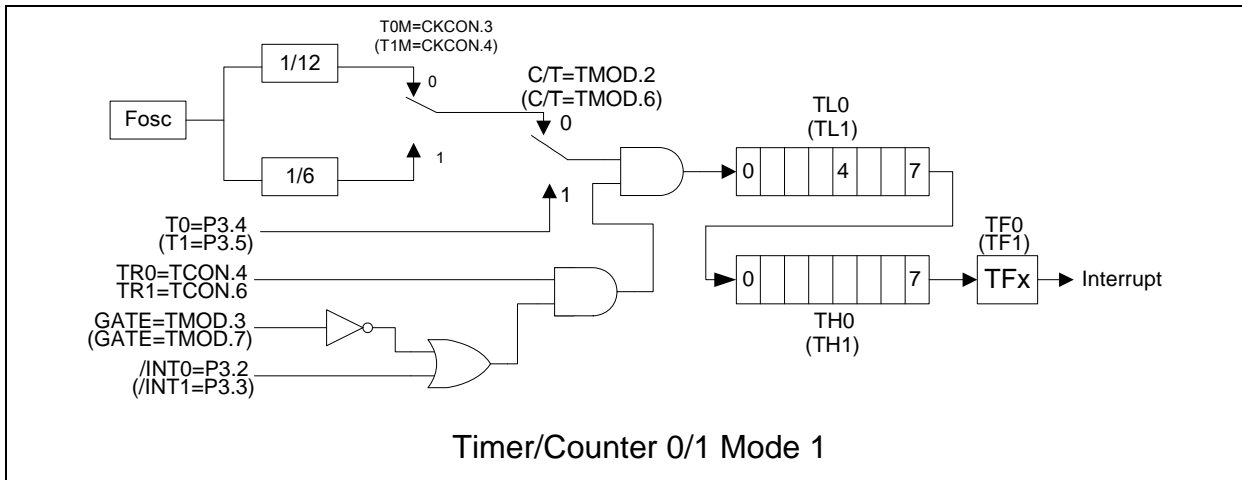 T0M=CKCON.3
(T1M=CKCON.4)
1/12
0
C/T=TMOD.2
(C/T=TMOD.6)
Fosc
0
TL0
(TL1)
1
0 4 7
1/6
1
T0=P3.4
(T1=P3.5)
TF0
(TF1)
TR0=TCON.4
TR1=TCON.6
0 7
TFx
Interrupt
GATE=TMOD.3
(GATE=TMOD.7)
TH0
(TH1)
/INT0=P3.2
(/INT1=P3.3)
Timer/Counter 0/1 Mode 1